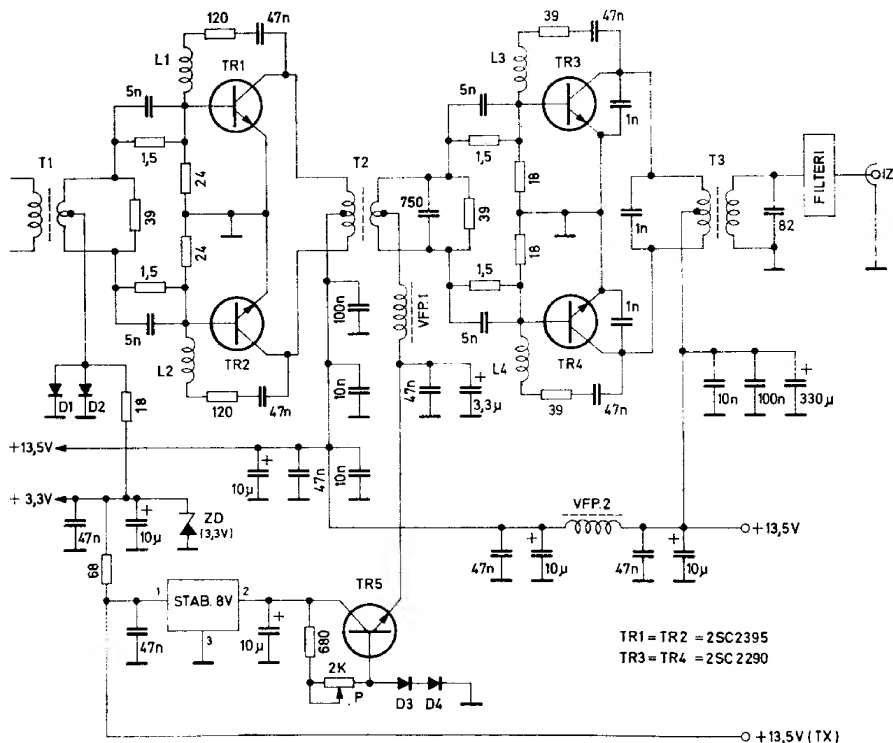 120
47n
39
47n
L1
TR1
L3
TR3
5n
5n
1n
1,5
1,5
T1
T2
T3
24
18
FILTER1
IZ
39
750
39
1n
82
24
18
1,5
1,5
1n
100n
VFP.1
5n
TR2
5n
TR4
L2
L4
D1
D2
18
120
47n
10n
47n
3,3µ
39
47n
10n
100n
330µ
+13,5V
10µ
47n
10n
+3,3V
47n
10µ
ZD
(3,3V)
VFP.2
+13,5V
47n
10µ
47n
10µ
68
TR5
1
STAB. 8V
2
3
47n
10µ
680
2K
P
D3
D4
TR1 = TR2 = 2SC2395
TR3 = TR4 = 2SC2290
+13,5V (TX)